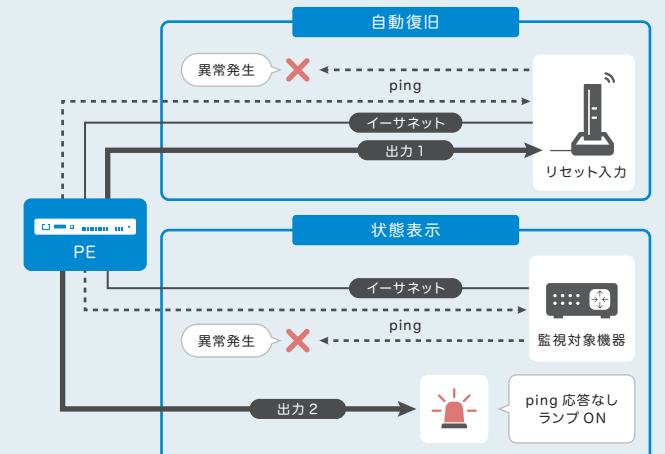 自動復旧
異常発生
ping
イーサネット
出力1
リセット入力
PE
状態表示
イーサネット
ping
異常発生
監視対象機器
出力2
ping 応答なし
ランプ ON